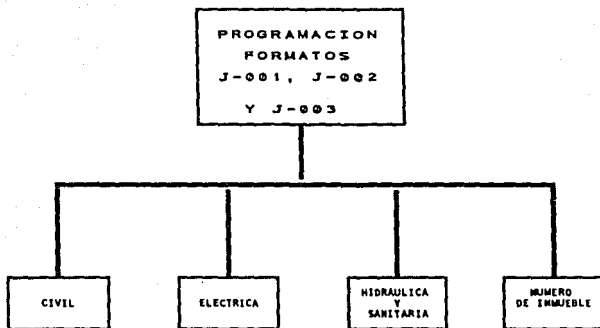 PROGRAMACION
FORMATOS
J-001, J-002
Y J-003
CIVIL
ELECTRICA
HIDRAULICA
Y
SANITARIA
NUMERO
DE INMUEBLE